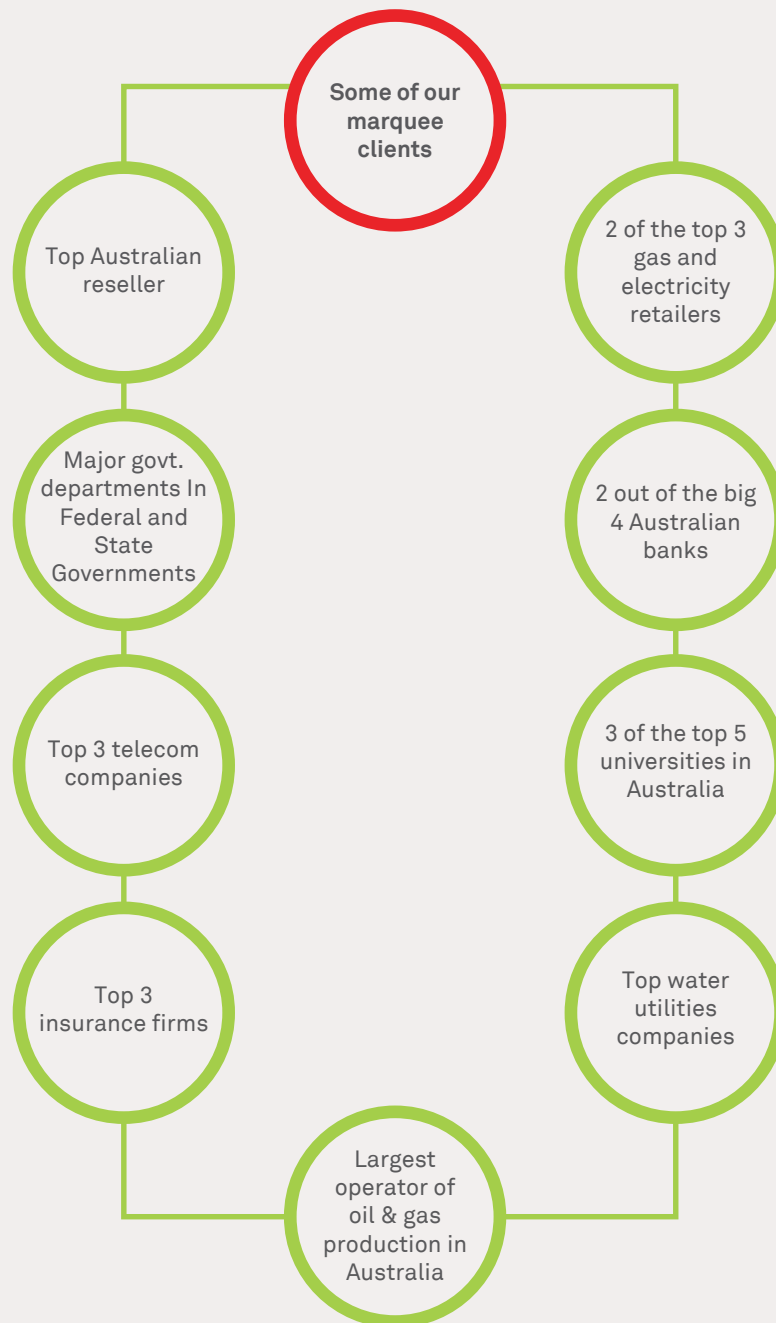 Some of our
marquee
clients
Top Australian
reseller
2 of the top 3
gas and
electricity
retailers
Major govt.
departments In
Federal and
State
Governments
2 out of the big
4 Australian
banks
Top 3 telecom
companies
3 of the top 5
universities in
Australia
Top 3
insurance firms
Top water
utilities
companies
Largest
operator of
oil & gas
production in
Australia